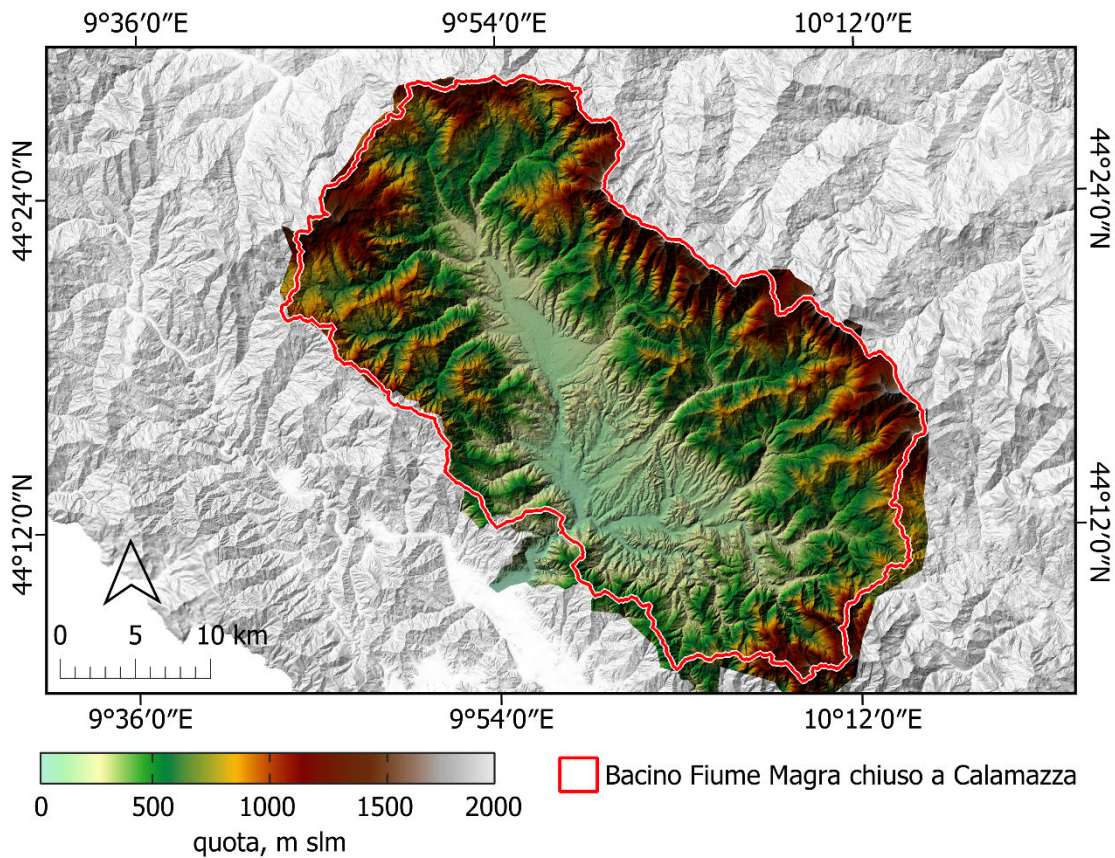 9°36′0″E 9°54′0″E 10°12′0″E
44°24′0″N 44°24′0″N
44°12′0″N 44°12′0″N
0 5 10 km
9°36′0″E 9°54′0″E 10°12′0″E
Bacino Fiume Magra chiuso a Calamazza
0 500 1000 1500 2000
quota, m slm